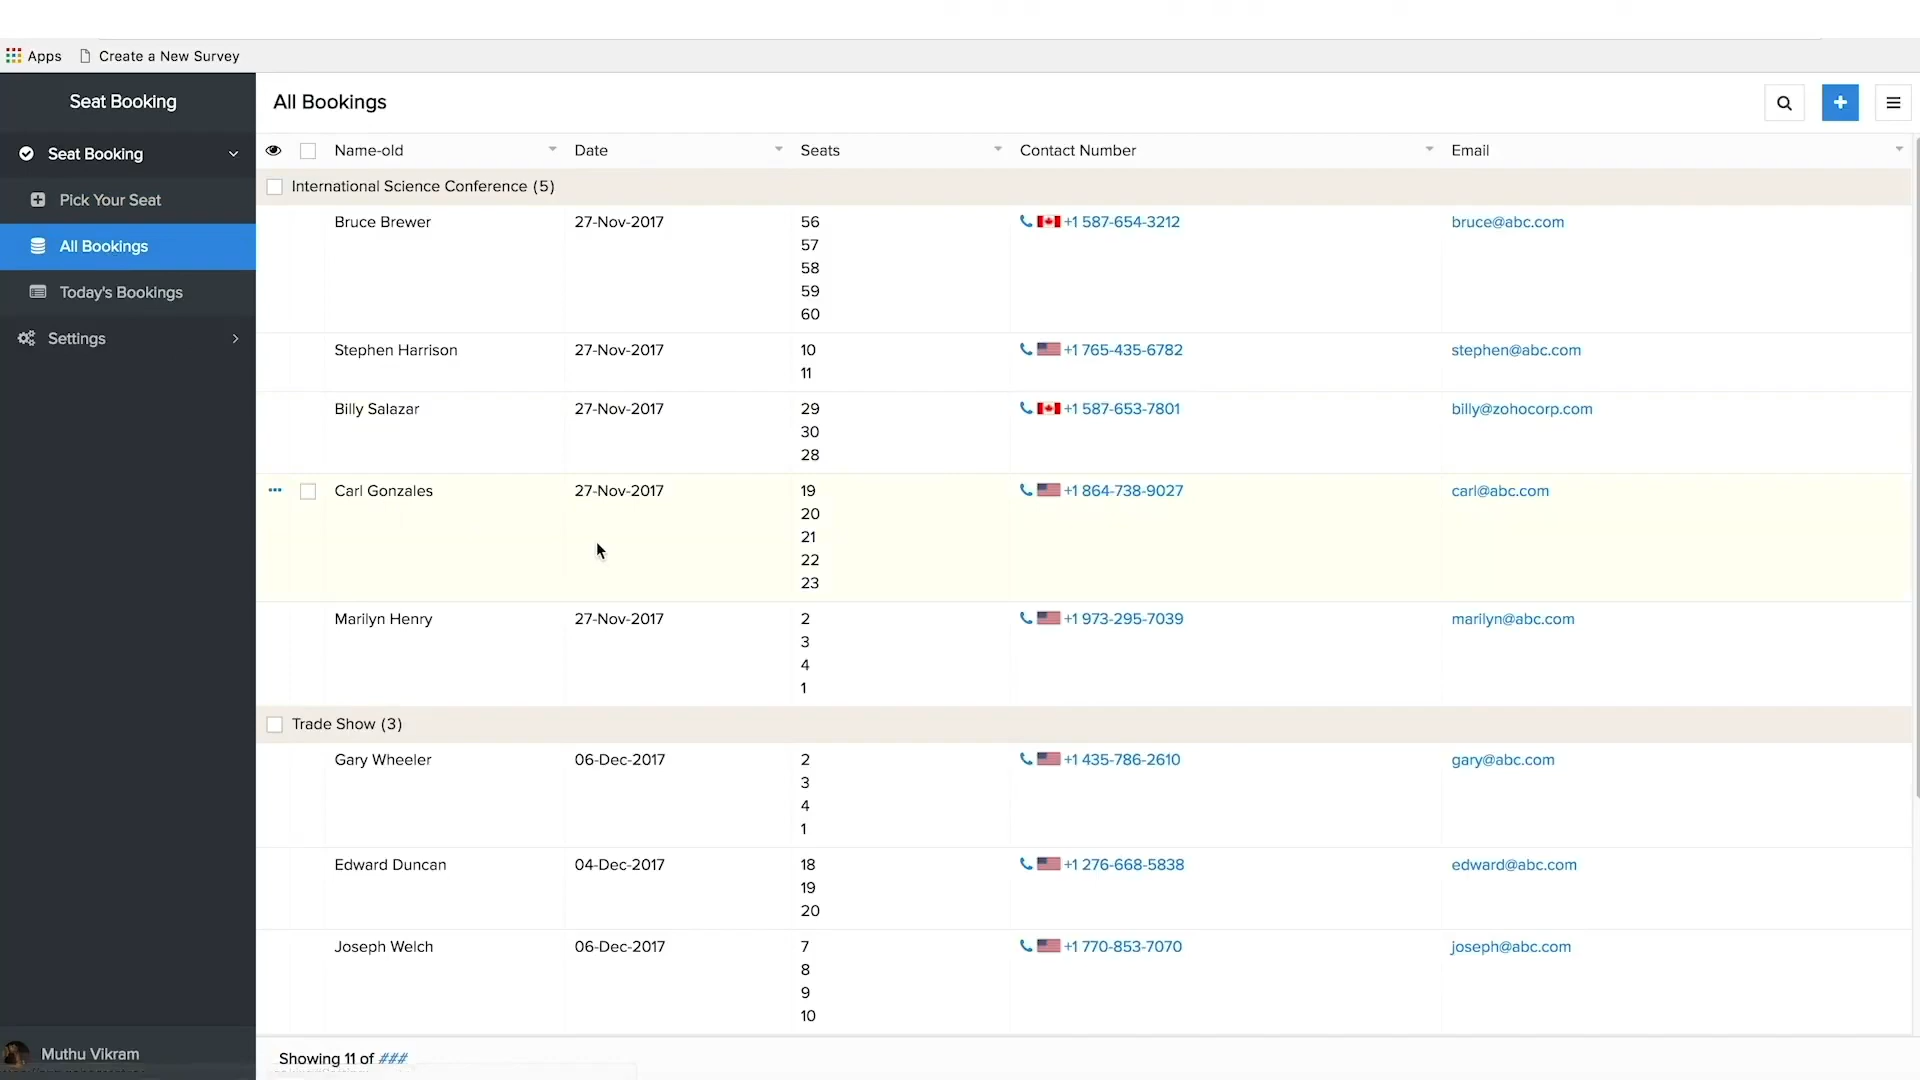 Apps Create a New Survey
Seat Booking
All Bookings
Seat Booking
Pick Your Seat
All Bookings
Today's Bookings
Settings
Name-old Date Seats Contact Number Email
International Science Conference (5)
Bruce Brewer 27-Nov-2017 56 +1 587-654-3212 bruce@abc.com
57
58
59
60
Stephen Harrison 27-Nov-2017 10 +1 765-435-6782 stephen@abc.com
11
Billy Salazar 27-Nov-2017 29 +1 587-653-7801 billy@zohocorp.com
30
28
Carl Gonzales 27-Nov-2017 19 +1 864-738-9027 carl@abc.com
20
21
22
23
Marilyn Henry 27-Nov-2017 2 +1 973-295-7039 marilyn@abc.com
3
4
1
Trade Show (3)
Gary Wheeler 06-Dec-2017 2 +1 435-786-2610 gary@abc.com
3
4
1
Edward Duncan 04-Dec-2017 18 +1 276-668-5838 edward@abc.com
19
20
Joseph Welch 06-Dec-2017 7 +1 770-853-7070 joseph@abc.com
8
9
10
Muthu Vikram
Showing 11 of ###